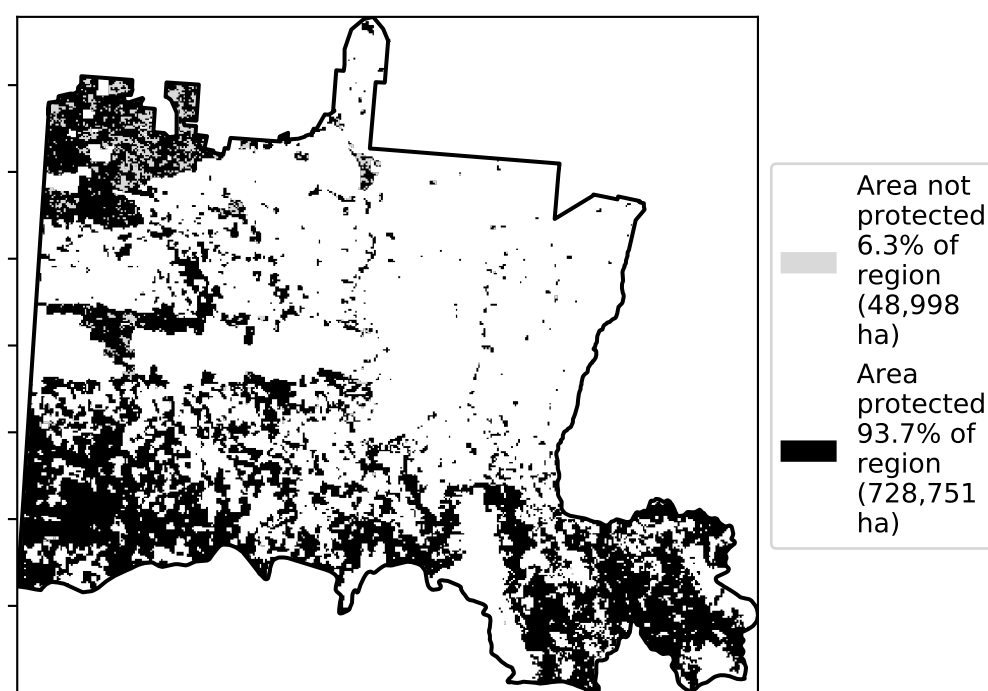 Area not
protected
6.3% of
region
(48,998
ha)
Area
protected
93.7% of
region
(728,751
ha)